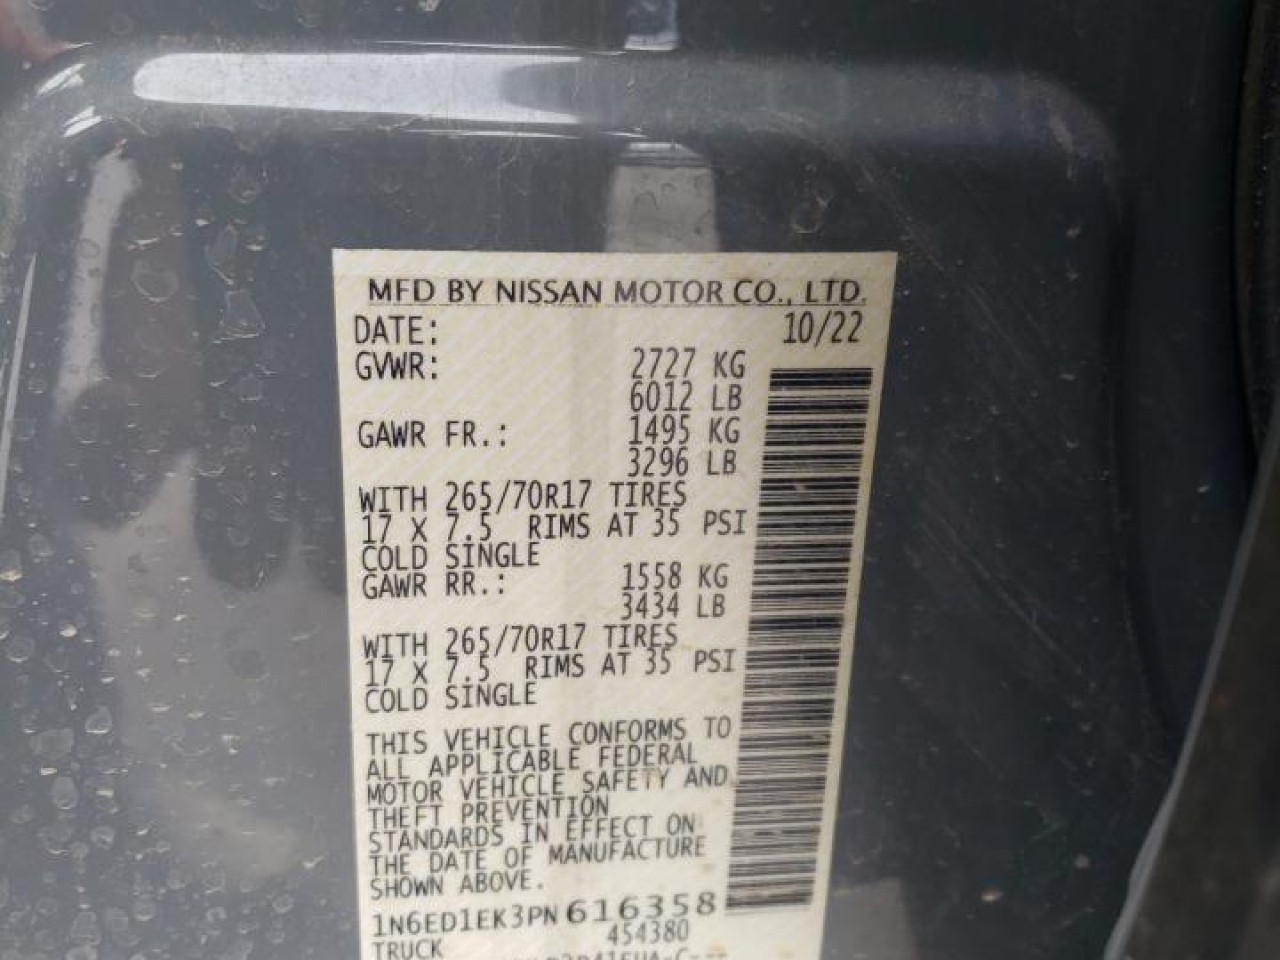 MFD BY NISSAN MOTOR CO., LTD.
DATE: 10/22
GVWR: 2727 KG
6012 LB
GAWR FR.: 1495 KG
3296 LB
WITH 265/70R17 TIRES
17 X 7.5 RIMS AT 35 PSI
COLD SINGLE
GAWR RR.: 1558 KG
3434 LB
WITH 265/70R17 TIRES
17 X 7.5 RIMS AT 35 PSI
COLD SINGLE
THIS VEHICLE CONFORMS TO
ALL APPLICABLE FEDERAL
MOTOR VEHICLE SAFETY AND
THEFT PREVENTION
STANDARDS IN EFFECT ON
THE DATE OF MANUFACTURE
SHOWN ABOVE.
1N6ED1EK3PN616358
454380
TRUCK